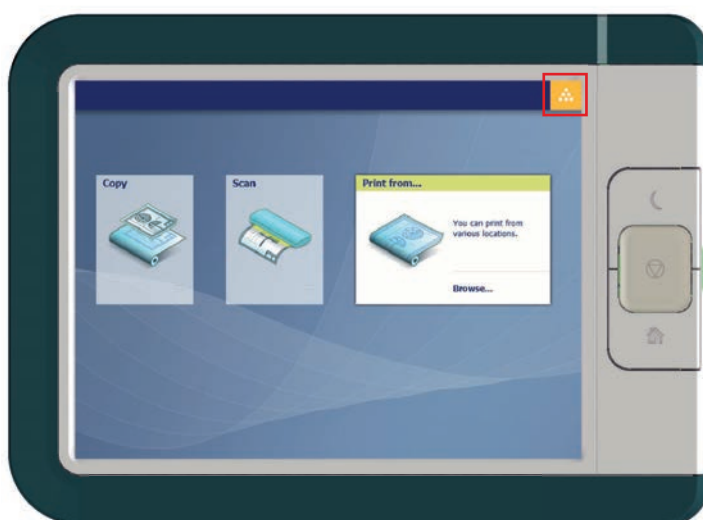 Copy
Scan
Print from...
You can print from
various locations.
Browse...